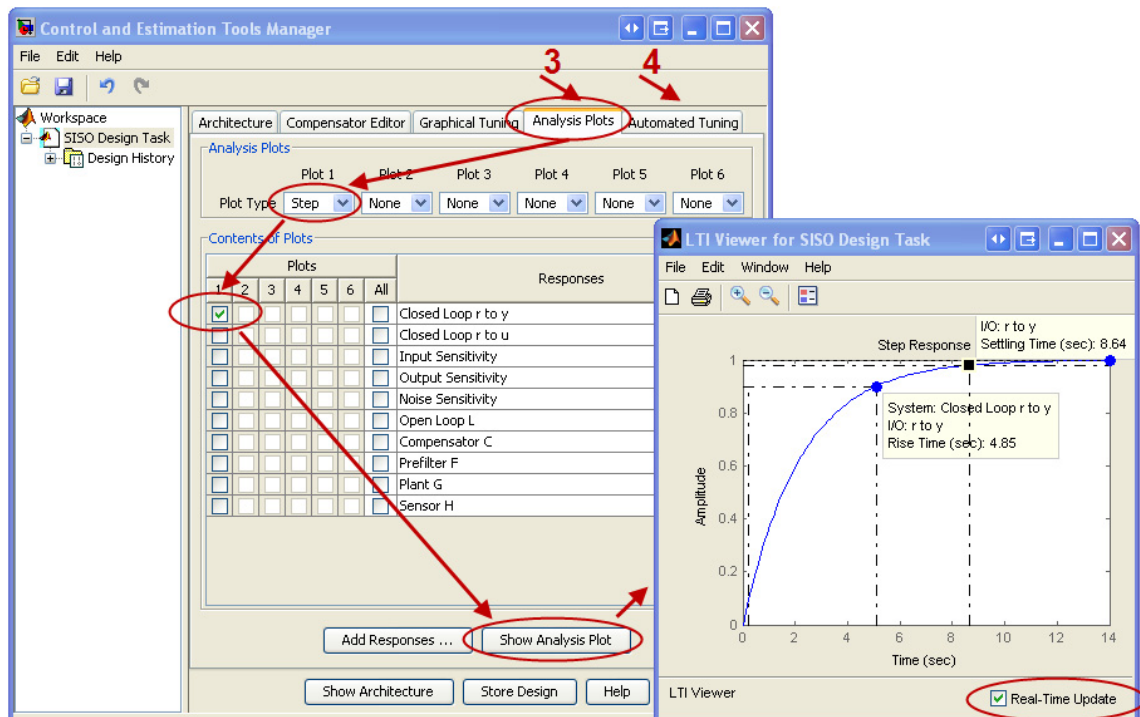 Control and Estimation Tools Manager
File Edit Help
3
4
Workspace
SISO Design Task
Design History
Architecture Compensator Editor Graphical Tuning Analysis Plots Automated Tuning
Analysis Plots
Plot 1 Plot 2 Plot 3 Plot 4 Plot 5 Plot 6
Plot Type Step None None None None None
Contents of Plots
Plots
Responses
1 2 3 4 5 6 All
Closed Loop r to y
Closed Loop r to u
Input Sensitivity
Output Sensitivity
Noise Sensitivity
Open Loop L
Compensator C
Prefilter F
Plant G
Sensor H
Add Responses ... Show Analysis Plot
Show Architecture Store Design Help
LTI Viewer for SISO Design Task
File Edit Window Help
I/O: r to y
Settling Time (sec): 8.64
Step Response
System: Closed Loop r to y
I/O: r to y
Rise Time (sec): 4.85
Amplitude
1
0.8
0.6
0.4
0.2
0
0 2 4 6 8 10 12 14
Time (sec)
LTI Viewer
Real-Time Update